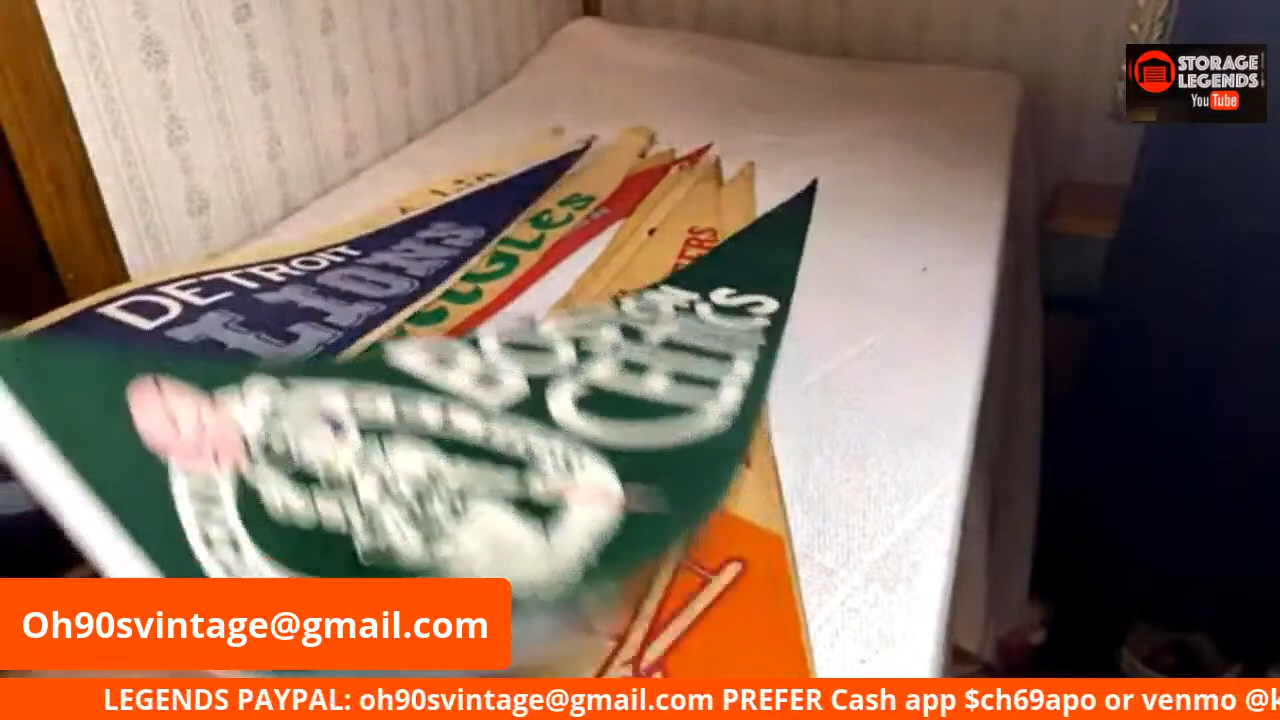 STORAGE
LEGENDS
YouTube
DETROIT
LIONS
BOSTON
CELTICS
Oh90svintage@gmail.com
LEGENDS PAYPAL: oh90svintage@gmail.com PREFER Cash app $ch69apo or venmo @k